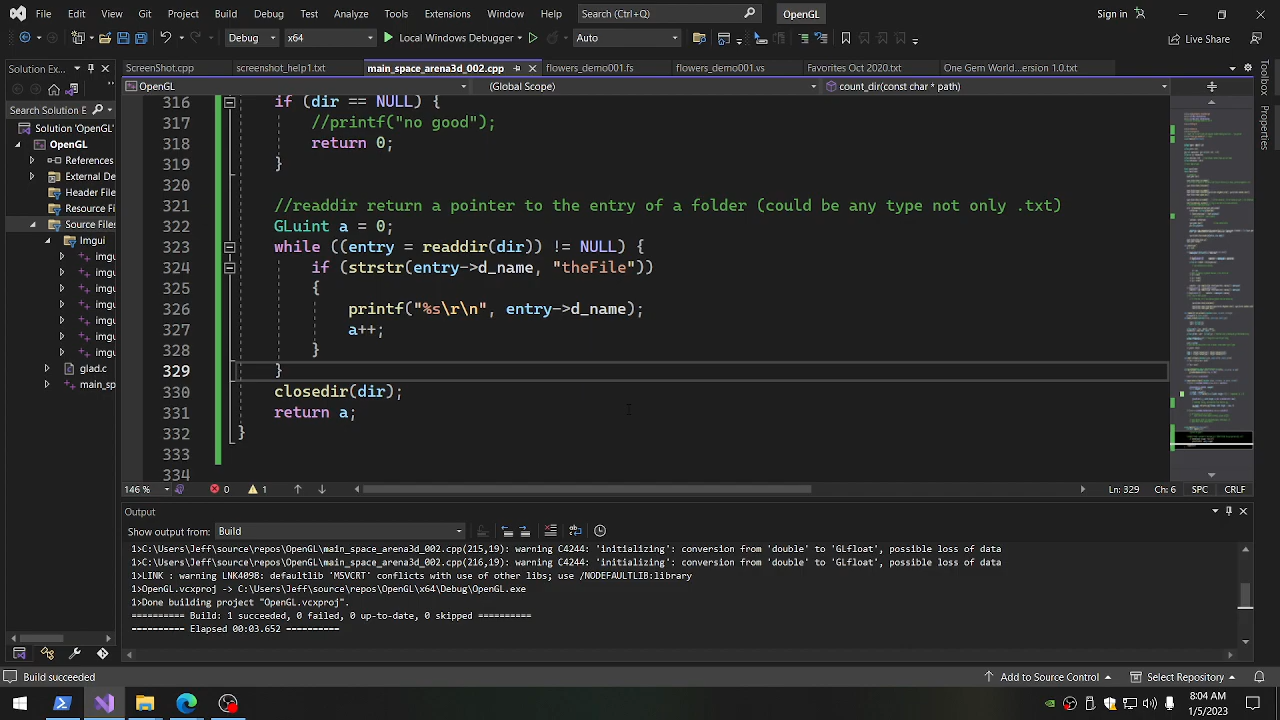 File Edit View Git Project Build Debug Test Analyze Tools Extensions Window Help Search (Ctrl+Q) OpenGL Sign in
Debug x64 Local Windows Debugger Auto Live Share
Solution Ex... ScreenShot.cpp screenshot_help1.txt main_space_arena3d_002.cpp flowers_demo001.fs flowers_demo001.vs Favorites Oct 2020.txt One Gem World...ersion 1.0.txt
OpenGL (Global Scope) count_dir(const char * path)
Search Solution
Solution 'OpenGL'
Op
References
External D
Header File
Toolbox
Properties
316 if (dir == NULL) {
317 //printf("no good");
318 return 0;
319 }
320
321 //readdir return a pointer to the entry of a folder (could be any type not only .txt)
322 GLuint a = 0;
323 while ((entry = readdir(dir)) != NULL) {
324 if (strstr(entry->d_name, "thFile"))
325 {
326 printf("%s\r\n", entry->d_name);
327 a++;
328 }
329 }
330 closedir(dir);
331 return a;
332 }
333
334
146 % 0 1 Ln: 329 Ch: 6 SPC CRLF
Output
Show output from: Build
1>C:\Users\Jeff\source\repos\OpenGL\main_space_arena3d_002.cpp(215,19): warning C4244: 'initializing': conversion from 'double' to 'GLfloat', possible loss of data
1>C:\Users\Jeff\source\repos\OpenGL\main_space_arena3d_002.cpp(216,19): warning C4244: 'initializing': conversion from 'double' to 'GLfloat', possible loss of data
1>LINK : warning LNK4098: defaultlib 'MSVCRT' conflicts with use of other libs; use /NODEFAULTLIB:library
1>OpenGL.vcxproj -> C:\Users\Jeff\source\repos\OpenGL\x64\Debug\OpenGL.exe
1>Done building project "OpenGL.vcxproj".
========== Build: 1 succeeded, 0 failed, 0 up-to-date, 0 skipped ==========
========== Elapsed 00:03.652 ==========
Build succeeded Add to Source Control Select Repository
8:04 AM
1/5/2023